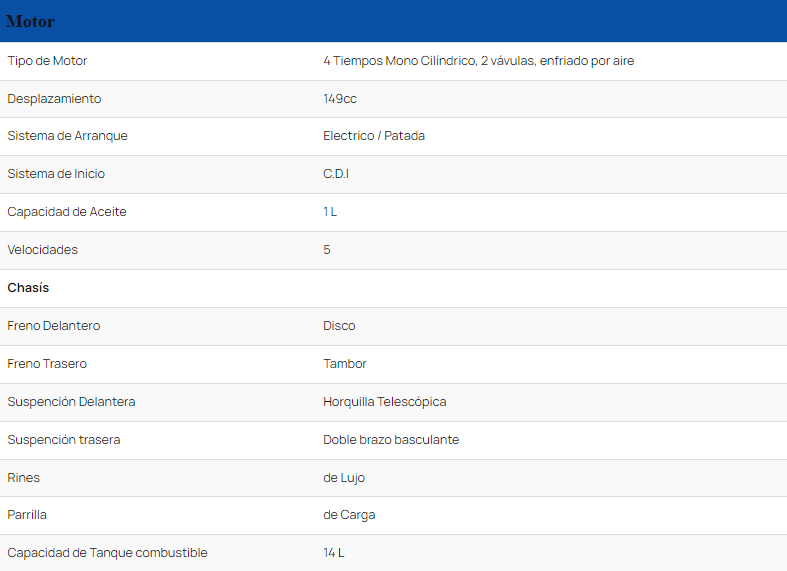 Motor
Tipo de Motor 4 Tiempos Mono Cilíndrico, 2 vávulas, enfriado por aire
Desplazamiento 149cc
Sistema de Arranque Electrico / Patada
Sistema de Inicio C.D.I
Capacidad de Aceite 1 L
Velocidades 5
Chasís
Freno Delantero Disco
Freno Trasero Tambor
Suspención Delantera Horquilla Telescópica
Suspención trasera Doble brazo basculante
Rines de Lujo
Parrilla de Carga
Capacidad de Tanque combustible 14 L